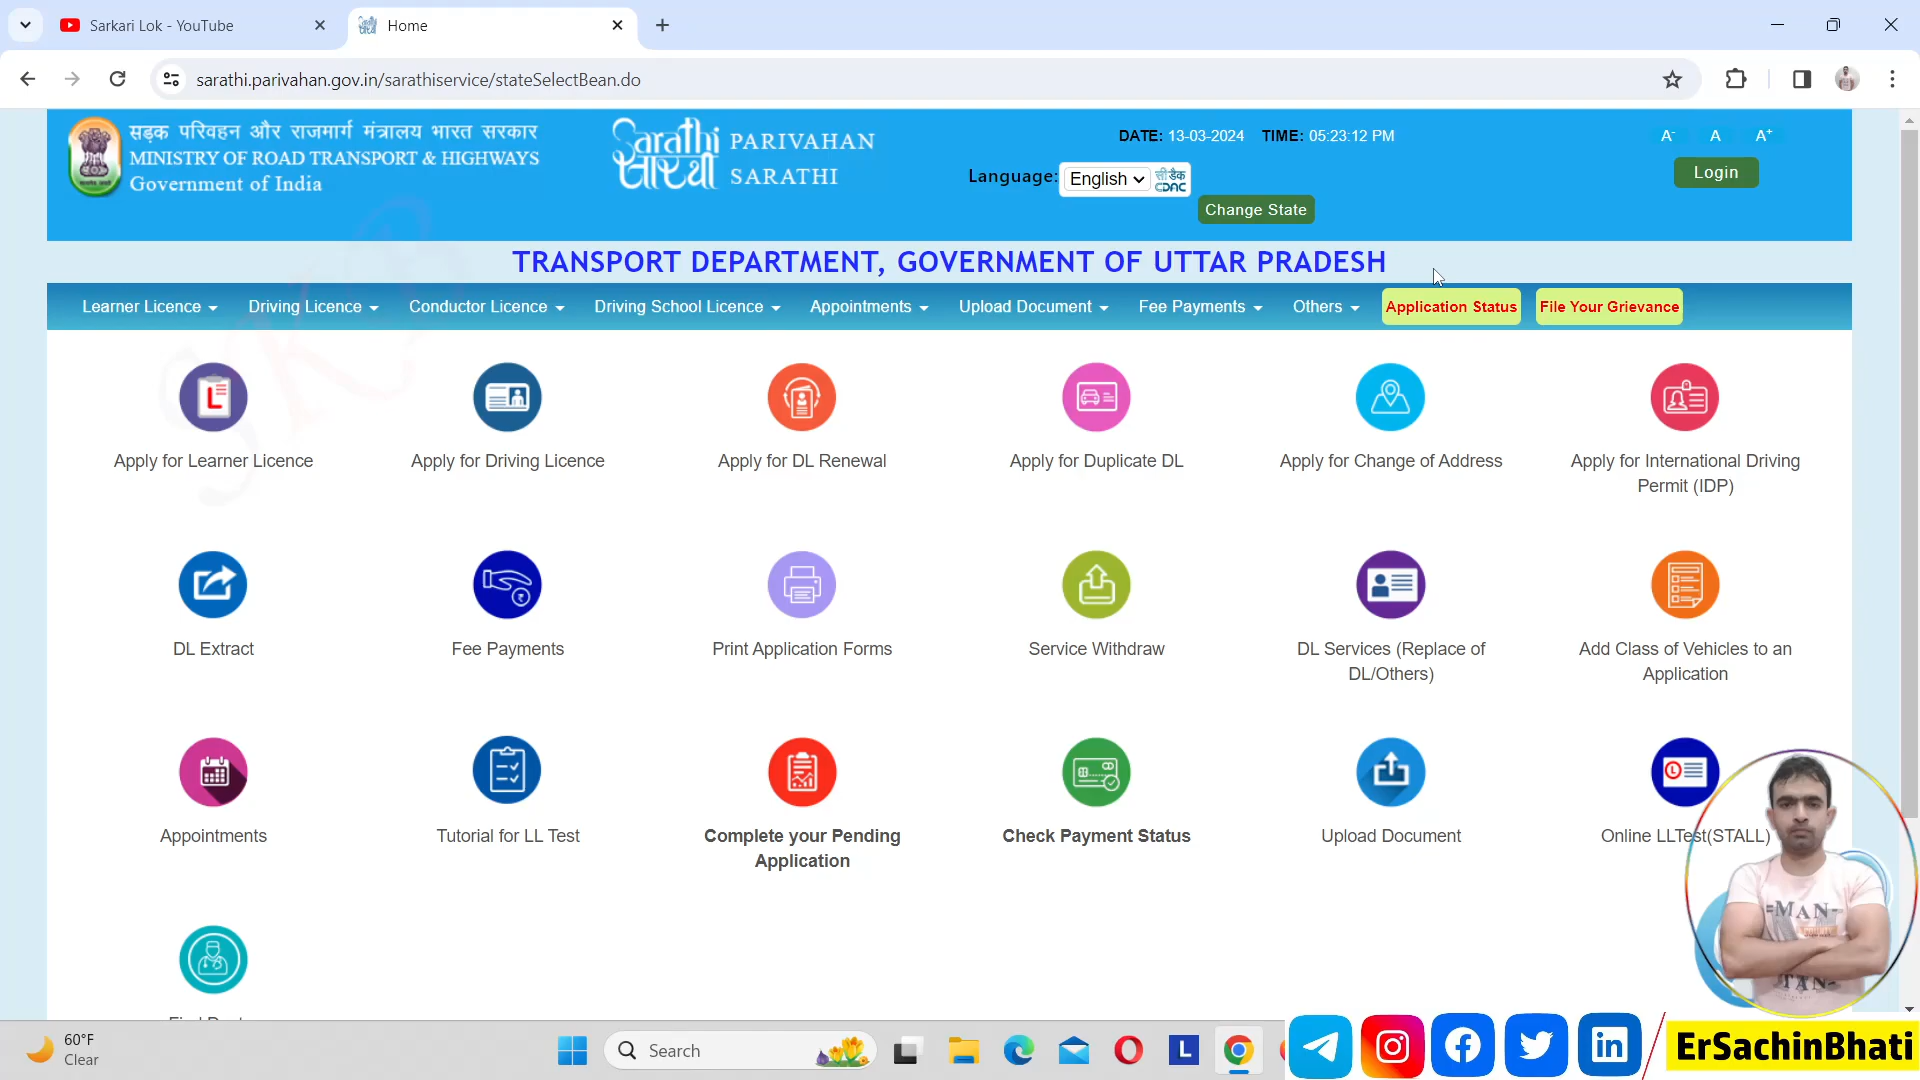 Sarkari Lok - YouTube
Home
sarathi.parivahan.gov.in/sarathiservice/stateSelectBean.do
सड़क परिवहन और राजमार्ग मंत्रालय भारत सरकार
MINISTRY OF ROAD TRANSPORT & HIGHWAYS
Government of India
Sarathi
सारथी
PARIVAHAN
SARATHI
DATE: 13-03-2024 TIME: 05:23:12 PM
A- A A+
Language: English सी डैक CDAC
Login
Change State
TRANSPORT DEPARTMENT, GOVERNMENT OF UTTAR PRADESH
Learner Licence Driving Licence Conductor Licence Driving School Licence Appointments Upload Document Fee Payments Others Application Status File Your Grievance
SKB
L
Apply for Learner Licence
Apply for Driving Licence
Apply for DL Renewal
Apply for Duplicate DL
Apply for Change of Address
Apply for International Driving
Permit (IDP)
DL Extract
Fee Payments
Print Application Forms
Service Withdraw
DL Services (Replace of
DL/Others)
Add Class of Vehicles to an
Application
Appointments
Tutorial for LL Test
Complete your Pending
Application
Check Payment Status
Upload Document
Online LLTest(STALL)
MAN
TAN
60°F
Clear
Search
L
in
ErSachinBhati